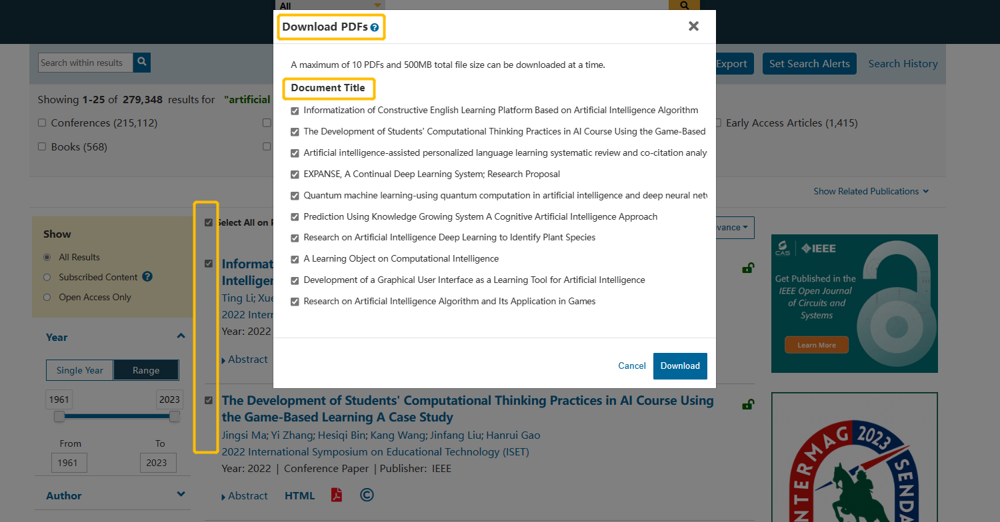 All
Download PDFs
A maximum of 10 PDFs and 500MB total file size can be downloaded at a time.
Document Title
Informatization of Constructive English Learning Platform Based on Artificial Intelligence Algorithm
The Development of Students' Computational Thinking Practices in AI Course Using the Game-Based
Artificial intelligence-assisted personalized language learning systematic review and co-citation analys
EXPANSE, A Continual Deep Learning System; Research Proposal
Quantum machine learning-using quantum computation in artificial intelligence and deep neural netw
Prediction Using Knowledge Growing System A Cognitive Artificial Intelligence Approach
Research on Artificial Intelligence Deep Learning to Identify Plant Species
A Learning Object on Computational Intelligence
Development of a Graphical User Interface as a Learning Tool for Artificial Intelligence
Research on Artificial Intelligence Algorithm and Its Application in Games
Cancel
Download
Search within results
Export
Set Search Alerts
Search History
Showing 1-25 of 279,348 results for "artificial
Conferences (215,112)
Early Access Articles (1,415)
Books (568)
Show Related Publications
Show
All Results
Subscribed Content
Open Access Only
Year
Single Year
Range
1961
2023
From
To
1961
2023
Author
Select All on P
vance
Informat
Intelliger
Ting Li; Xue
2022 Intern
Year: 2022
Abstract
The Development of Students' Computational Thinking Practices in AI Course Using
the Game-Based Learning A Case Study
Jingsi Ma; Yi Zhang; Hesiqi Bin; Kang Wang; Jinfang Liu; Hanrui Gao
2022 International Symposium on Educational Technology (ISET)
Year: 2022 | Conference Paper | Publisher: IEEE
Abstract
HTML
CAS
IEEE
Get Published in the
IEEE Open Journal
of Circuits and
Systems
Learn More
NTERMAG 2023 SENDA